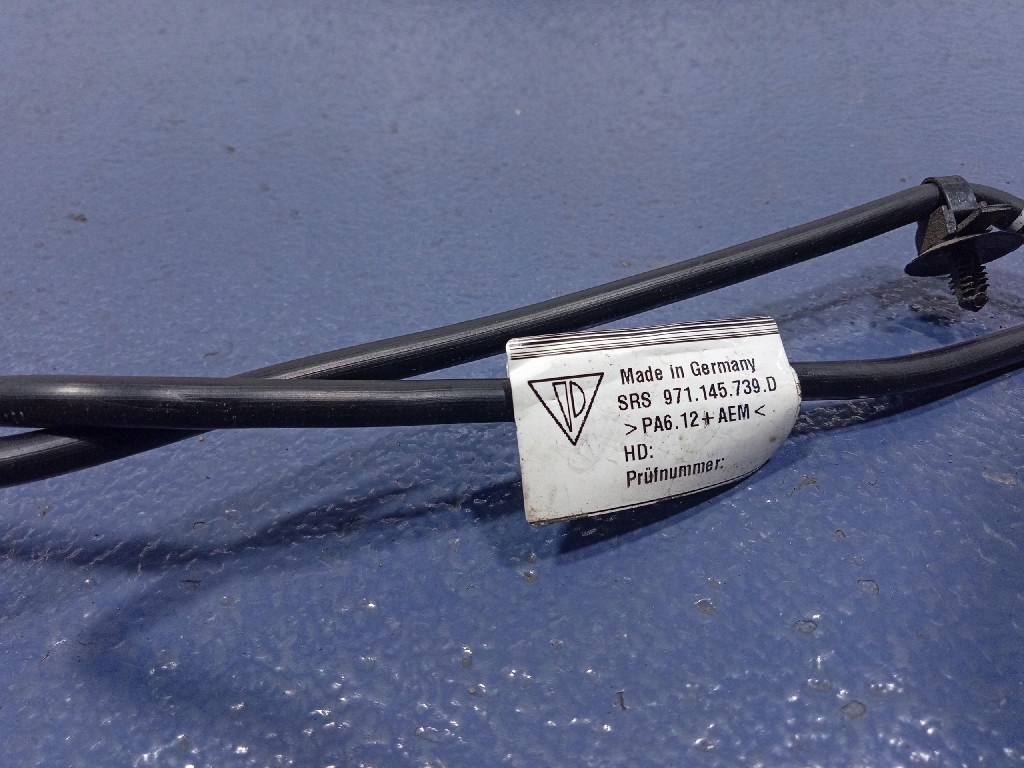 Made in Germany
SRS 971.145.739.D
>PA6.12+AEM<
HD:
Prüfnummer: